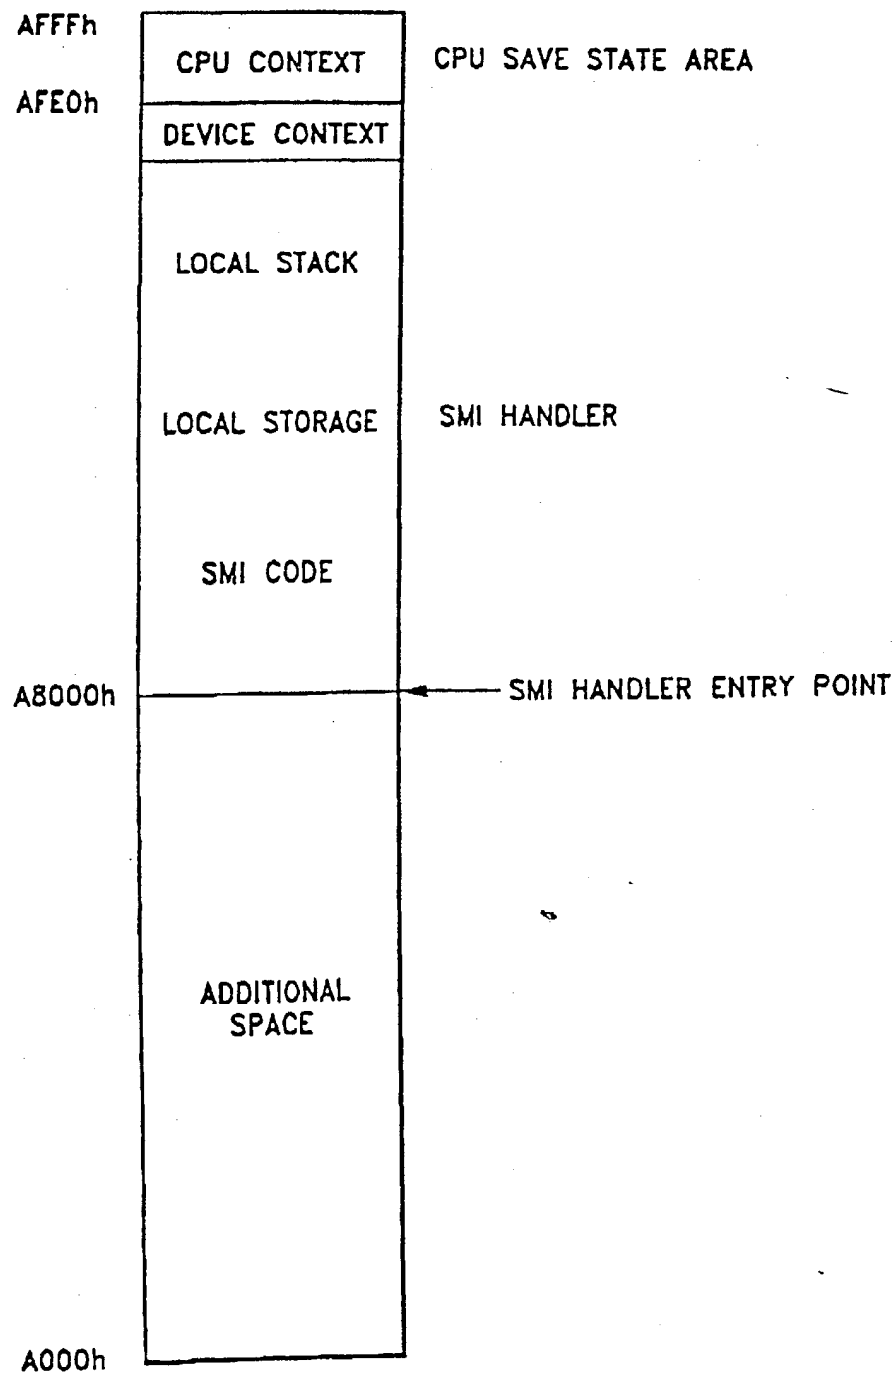 AFFFh
CPU CONTEXT CPU SAVE STATE AREA
AFE0h
DEVICE CONTEXT
LOCAL STACK
LOCAL STORAGE SMI HANDLER
SMI CODE
A8000h SMI HANDLER ENTRY POINT
ADDITIONAL
SPACE
A000h